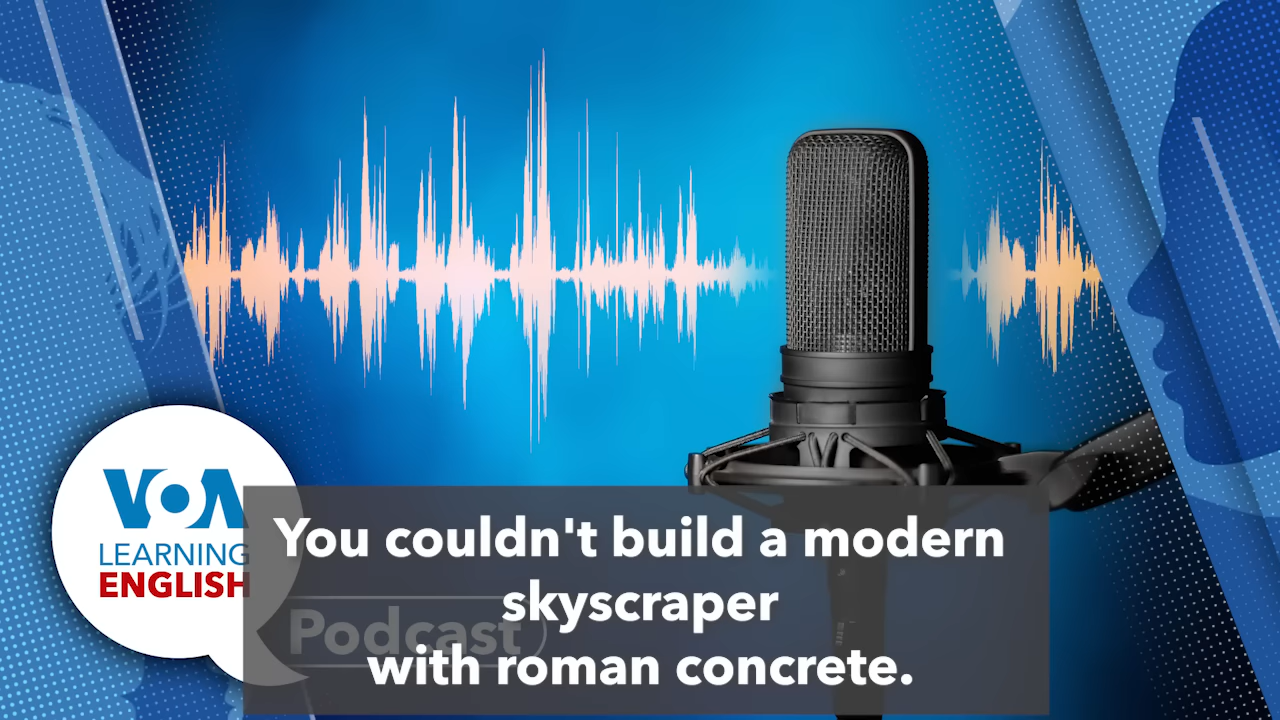 VOA
LEARNING
ENGLISH
Podcast
You couldn't build a modern
skyscraper
with roman concrete.